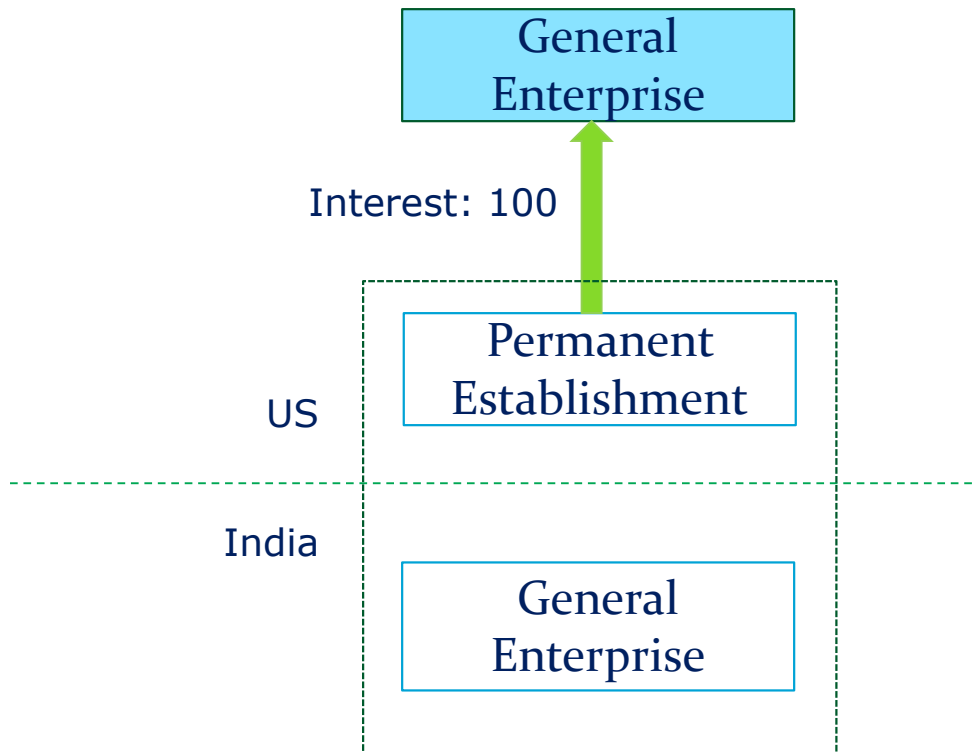 General
Enterprise
Interest: 100
Permanent
Establishment
US
India
General
Enterprise